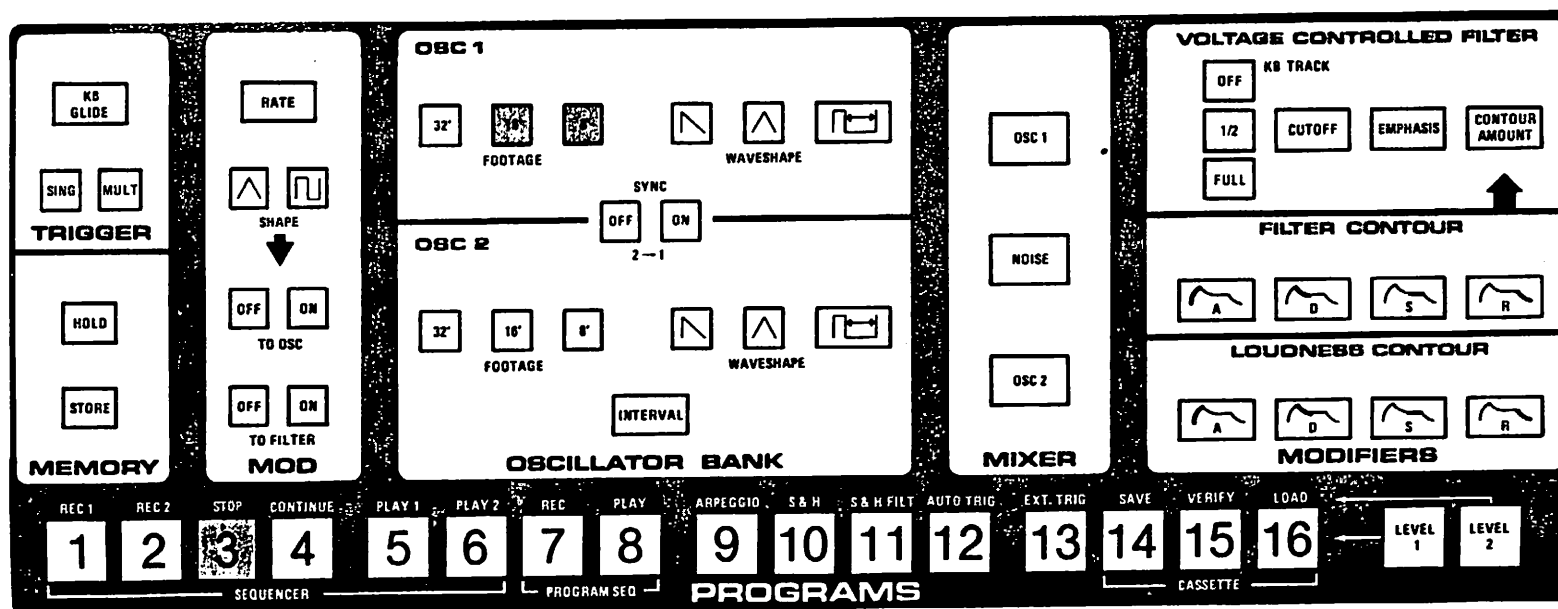 KB
GLIDE
SING MULT
TRIGGER
HOLD
STORE
MEMORY
RATE
SHAPE
OFF ON
TO OSC
OFF ON
TO FILTER
MOD
OSC 1
32' 16' 8'
FOOTAGE WAVESHAPE
SYNC
OFF ON
2→1
OSC 2
32' 16' 8'
FOOTAGE WAVESHAPE
INTERVAL
OSCILLATOR BANK
OSC 1
NOISE
OSC 2
MIXER
VOLTAGE CONTROLLED FILTER
OFF KB TRACK
1/2 CUTOFF EMPHASIS CONTOUR AMOUNT
FULL
FILTER CONTOUR
A D S R
LOUDNESS CONTOUR
A D S R
MODIFIERS
REC 1 REC 2 STOP CONTINUE PLAY 1 PLAY 2 REC PLAY ARPEGGIO S & H S & H FILT AUTO TRIG EXT. TRIG SAVE VERIFY LOAD
1 2 3 4 5 6 7 8 9 10 11 12 13 14 15 16 LEVEL 1 LEVEL 2
SEQUENCER PROGRAM SEQ PROGRAMS CASSETTE